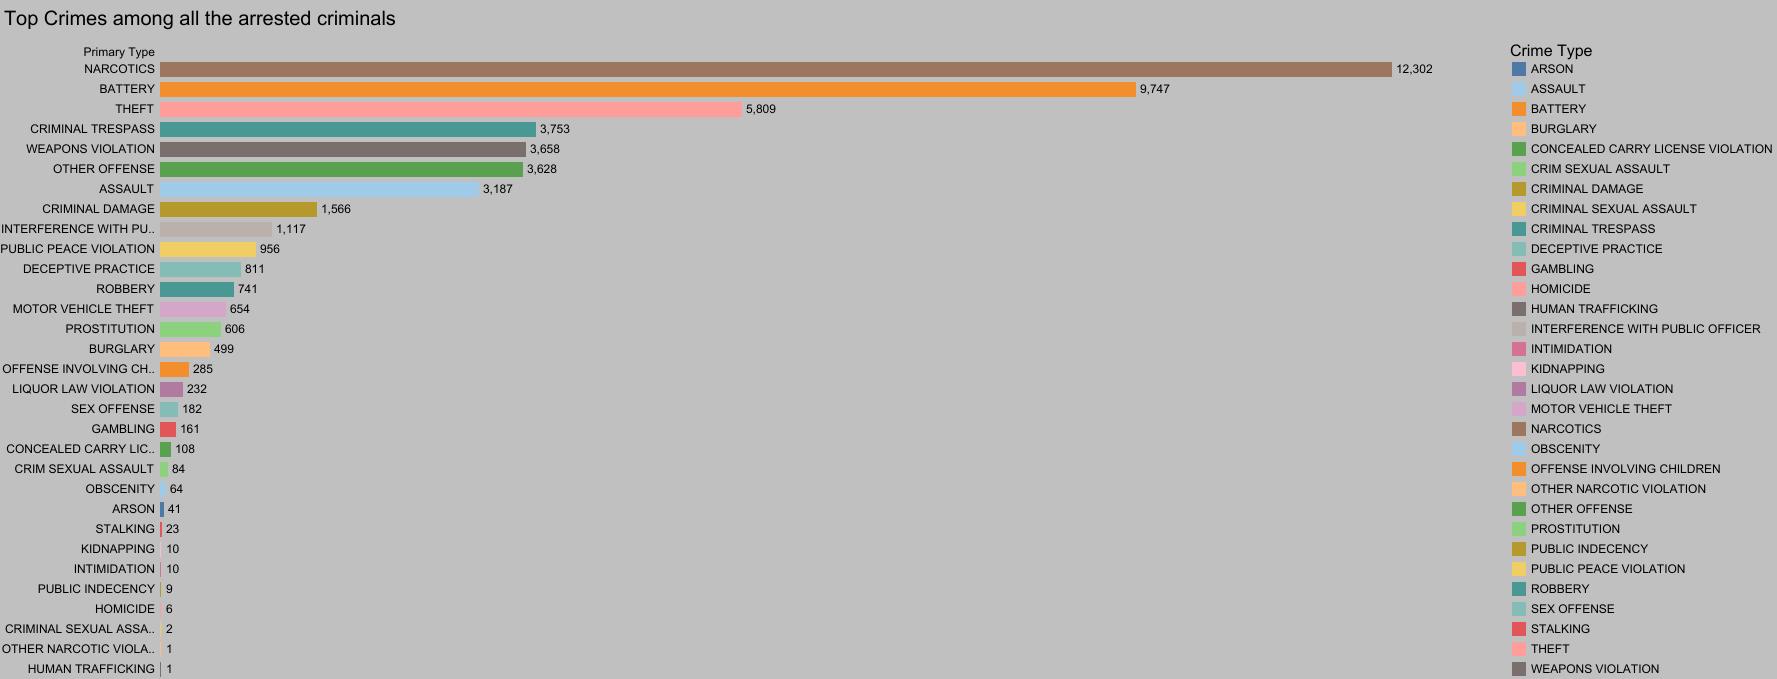 Top Crimes among all the arrested criminals
Primary Type
NARCOTICS 12,302
BATTERY 9,747
THEFT 5,809
CRIMINAL TRESPASS 3,753
WEAPONS VIOLATION 3,658
OTHER OFFENSE 3,628
ASSAULT 3,187
CRIMINAL DAMAGE 1,566
INTERFERENCE WITH PU.. 1,117
PUBLIC PEACE VIOLATION 956
DECEPTIVE PRACTICE 811
ROBBERY 741
MOTOR VEHICLE THEFT 654
PROSTITUTION 606
BURGLARY 499
OFFENSE INVOLVING CH.. 285
LIQUOR LAW VIOLATION 232
SEX OFFENSE 182
GAMBLING 161
CONCEALED CARRY LIC.. 108
CRIM SEXUAL ASSAULT 84
OBSCENITY 64
ARSON 41
STALKING 23
KIDNAPPING 10
INTIMIDATION 10
PUBLIC INDECENCY 9
HOMICIDE 6
CRIMINAL SEXUAL ASSA.. 2
OTHER NARCOTIC VIOLA.. 1
HUMAN TRAFFICKING 1
Crime Type
ARSON
ASSAULT
BATTERY
BURGLARY
CONCEALED CARRY LICENSE VIOLATION
CRIM SEXUAL ASSAULT
CRIMINAL DAMAGE
CRIMINAL SEXUAL ASSAULT
CRIMINAL TRESPASS
DECEPTIVE PRACTICE
GAMBLING
HOMICIDE
HUMAN TRAFFICKING
INTERFERENCE WITH PUBLIC OFFICER
INTIMIDATION
KIDNAPPING
LIQUOR LAW VIOLATION
MOTOR VEHICLE THEFT
NARCOTICS
OBSCENITY
OFFENSE INVOLVING CHILDREN
OTHER NARCOTIC VIOLATION
OTHER OFFENSE
PROSTITUTION
PUBLIC INDECENCY
PUBLIC PEACE VIOLATION
ROBBERY
SEX OFFENSE
STALKING
THEFT
WEAPONS VIOLATION